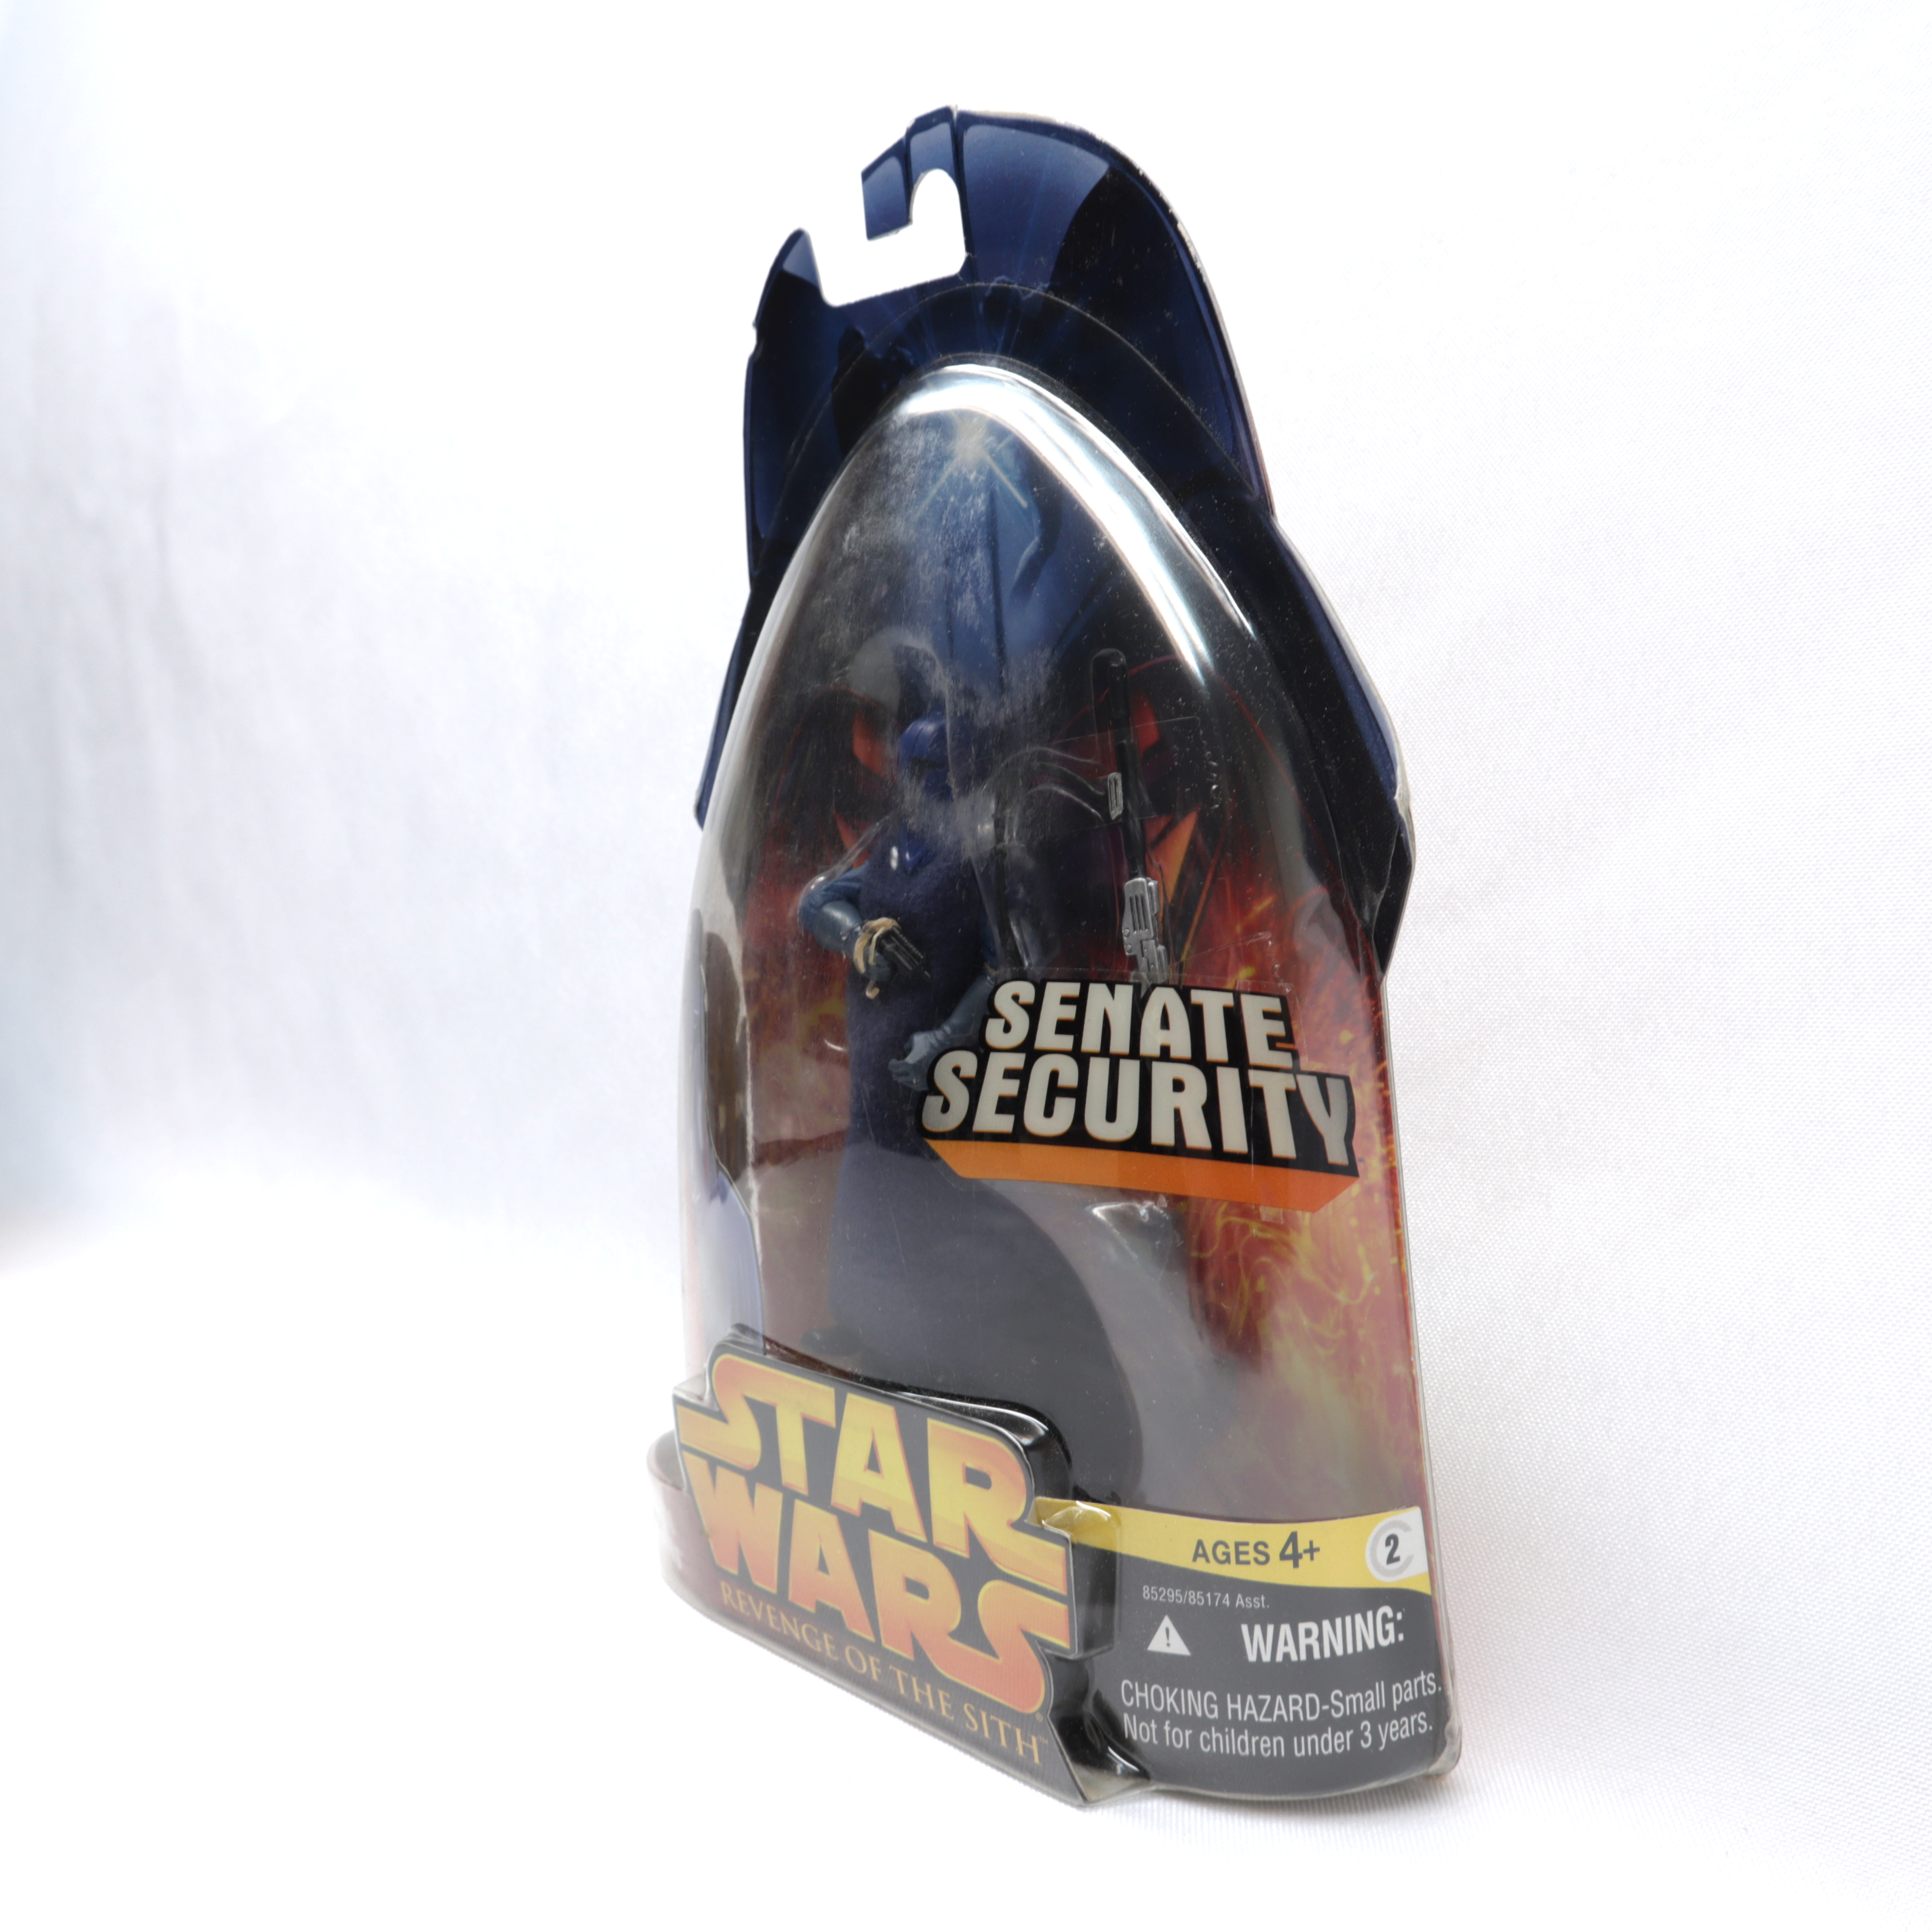 SENATE
SECURITY
STAR
WARS
REVENGE OF THE SITH™
AGES 4+
2
85295/85174 Asst.
WARNING:
CHOKING HAZARD-Small parts.
Not for children under 3 years.